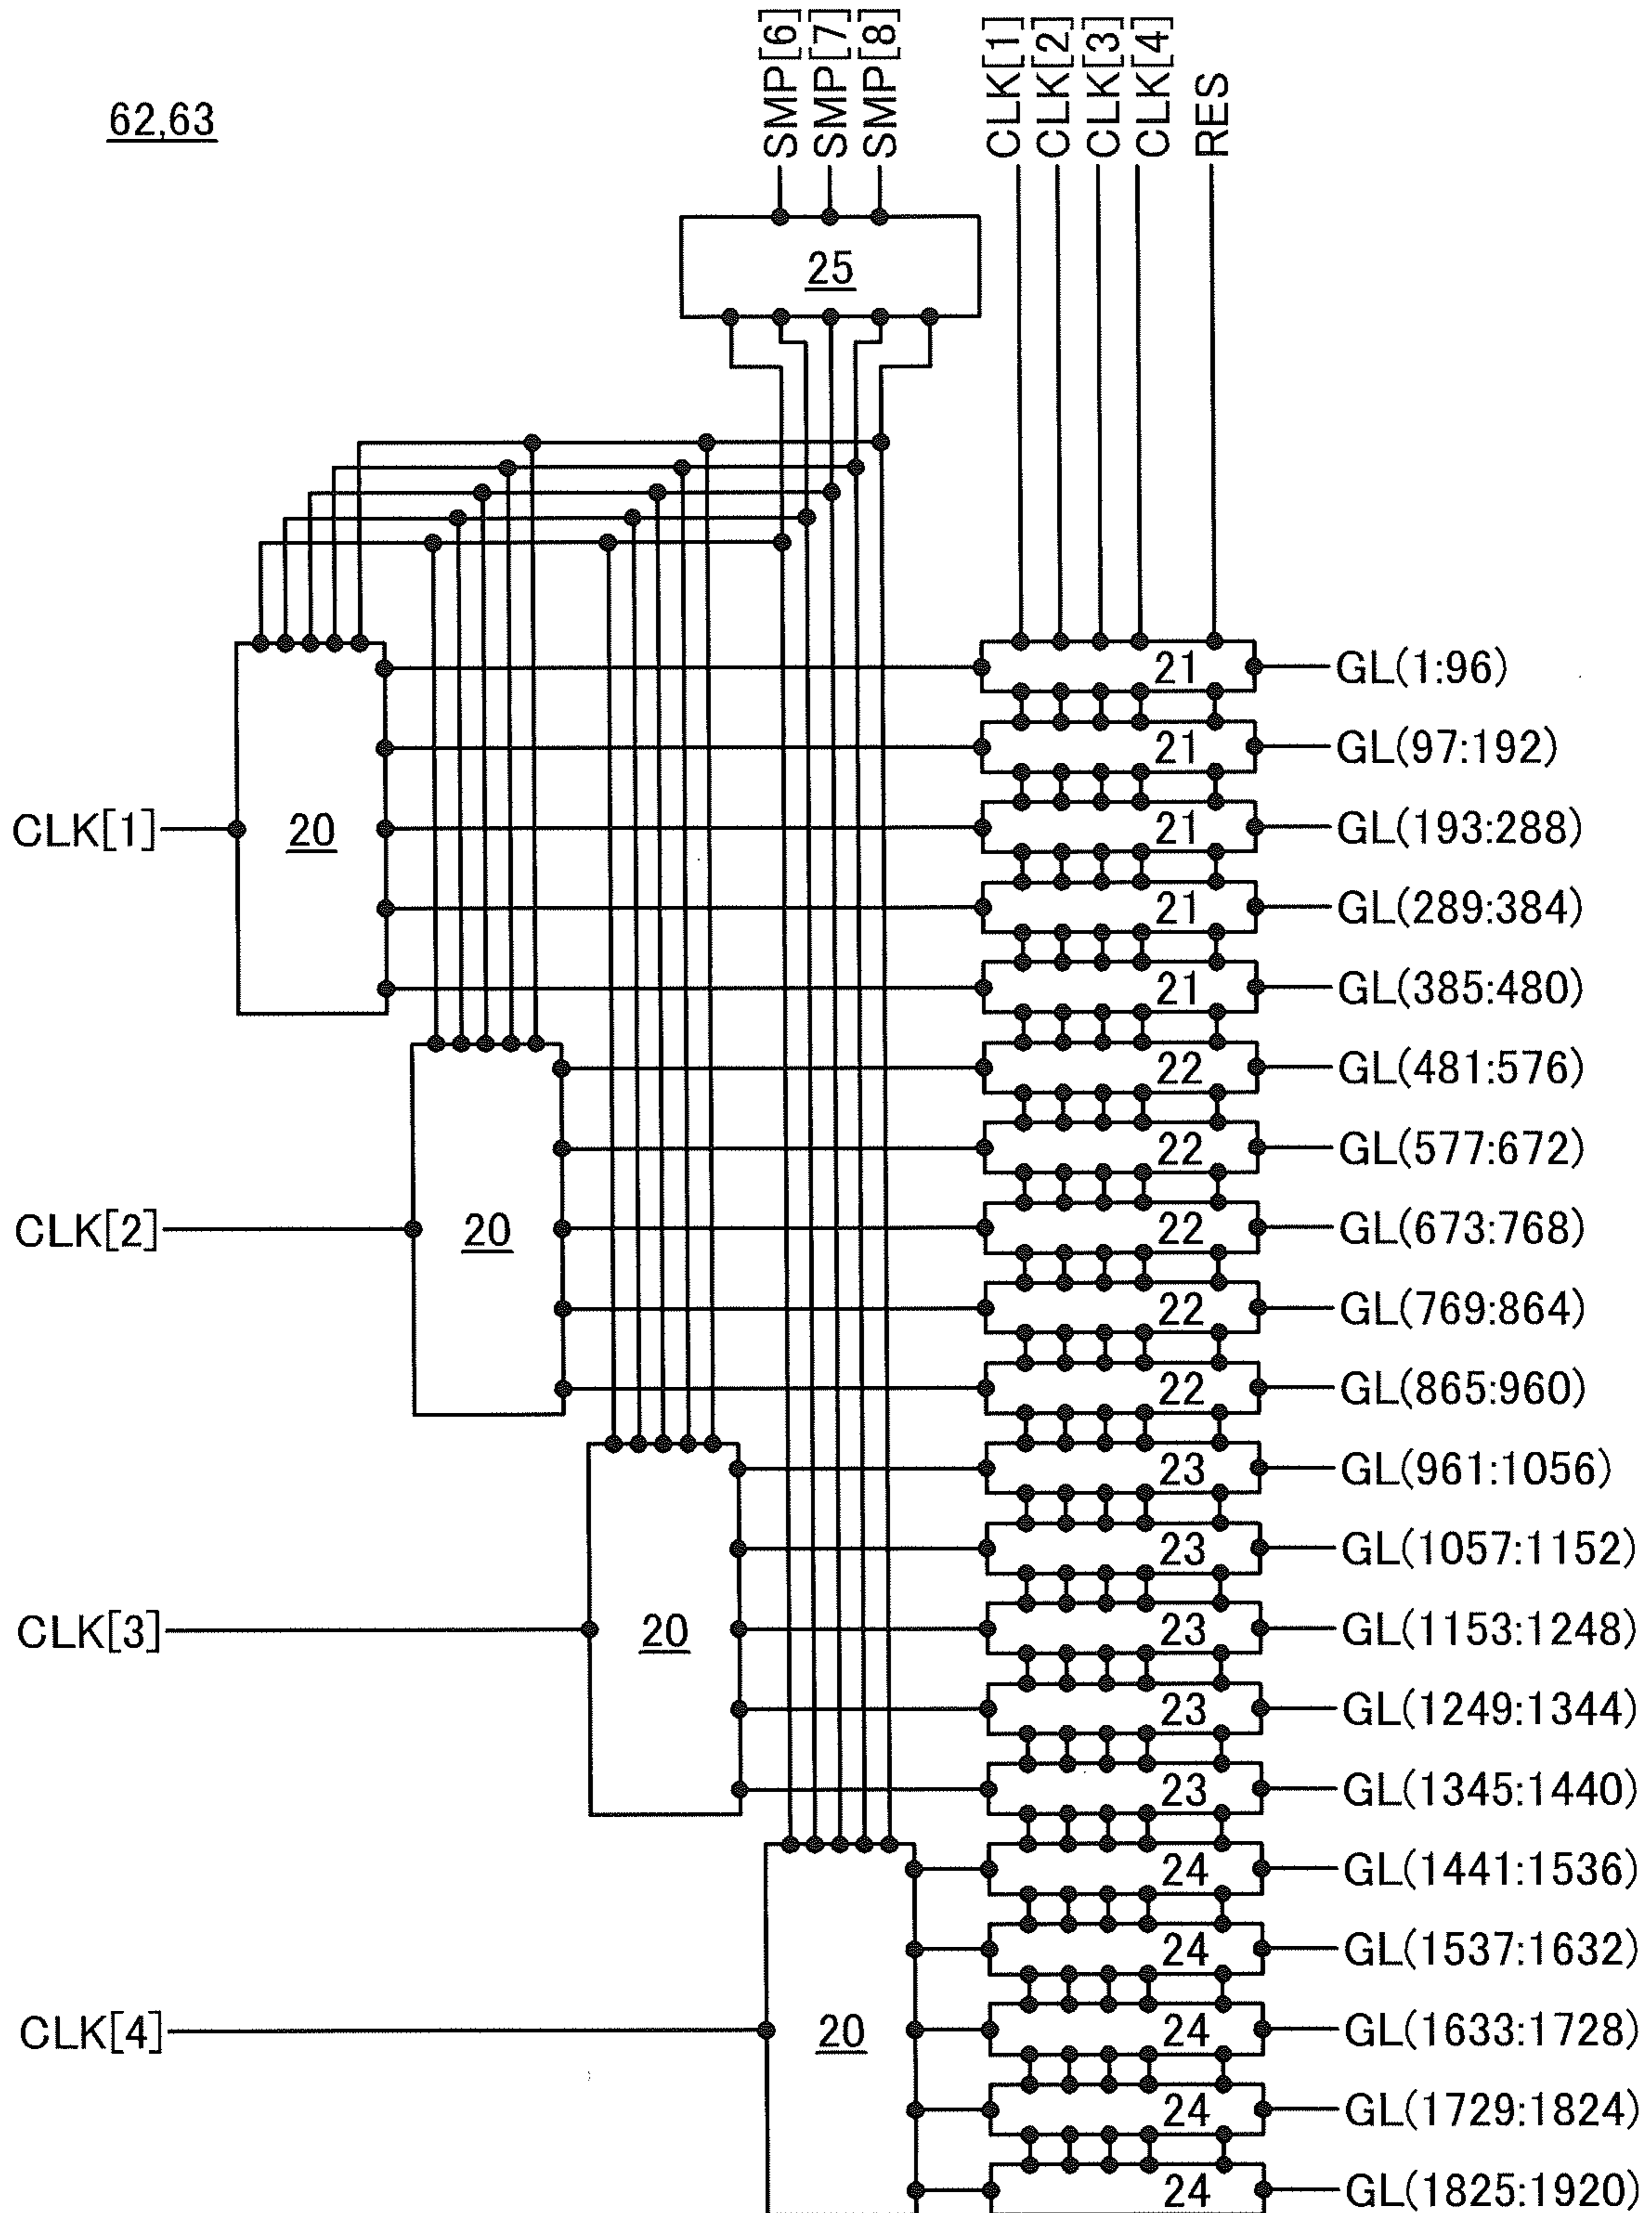 62,63
SMP[6]
SMP[7]
SMP[8]
CLK[1]
CLK[2]
CLK[3]
CLK[4]
RES
25
21 GL(1:96)
21 GL(97:192)
CLK[1] 20 21 GL(193:288)
21 GL(289:384)
21 GL(385:480)
22 GL(481:576)
22 GL(577:672)
CLK[2] 20 22 GL(673:768)
22 GL(769:864)
22 GL(865:960)
23 GL(961:1056)
23 GL(1057:1152)
CLK[3] 20 23 GL(1153:1248)
23 GL(1249:1344)
23 GL(1345:1440)
24 GL(1441:1536)
24 GL(1537:1632)
CLK[4] 20 24 GL(1633:1728)
24 GL(1729:1824)
24 GL(1825:1920)